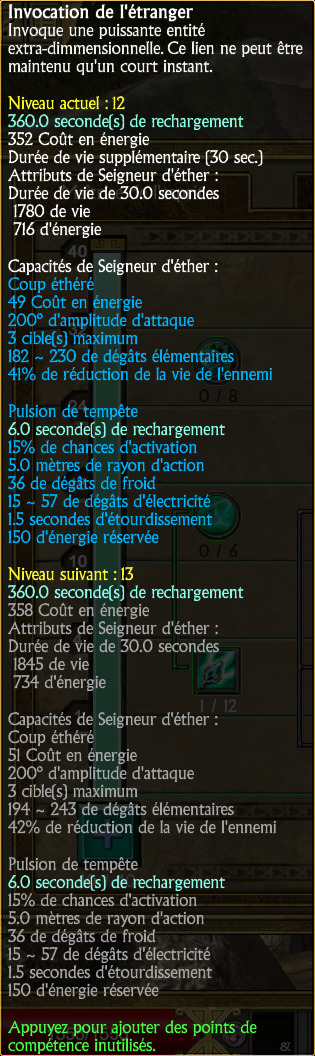 Invocation de l'étranger
Invoque une puissante entité
extra-dimmensionnelle. Ce lien ne peut être
maintenu qu'un court instant.
Niveau actuel : 12
360.0 seconde(s) de rechargement
352 Coût en énergie
Durée de vie supplémentaire (30 sec.)
Attributs de Seigneur d'éther :
Durée de vie de 30.0 secondes
1780 de vie
716 d'énergie
Capacités de Seigneur d'éther :
Coup éthéré
49 Coût en énergie
200° d'amplitude d'attaque
3 cible(s) maximum
182 ~ 230 de dégâts élémentaires
41% de réduction de la vie de l'ennemi
Pulsion de tempête
6.0 seconde(s) de rechargement
15% de chances d'activation
5.0 mètres de rayon d'action
36 de dégâts de froid
15 ~ 57 de dégâts d'électricité
1.5 secondes d'étourdissement
150 d'énergie réservée
Niveau suivant : 13
360.0 seconde(s) de rechargement
358 Coût en énergie
Attributs de Seigneur d'éther :
Durée de vie de 30.0 secondes
1845 de vie
734 d'énergie
Capacités de Seigneur d'éther :
Coup éthéré
51 Coût en énergie
200° d'amplitude d'attaque
3 cible(s) maximum
194 ~ 243 de dégâts élémentaires
42% de réduction de la vie de l'ennemi
Pulsion de tempête
6.0 seconde(s) de rechargement
15% de chances d'activation
5.0 mètres de rayon d'action
36 de dégâts de froid
15 ~ 57 de dégâts d'électricité
1.5 secondes d'étourdissement
150 d'énergie réservée
Appuyez pour ajouter des points de
compétence inutilisés.
40
0 / 8
0 / 6
10
1 / 12